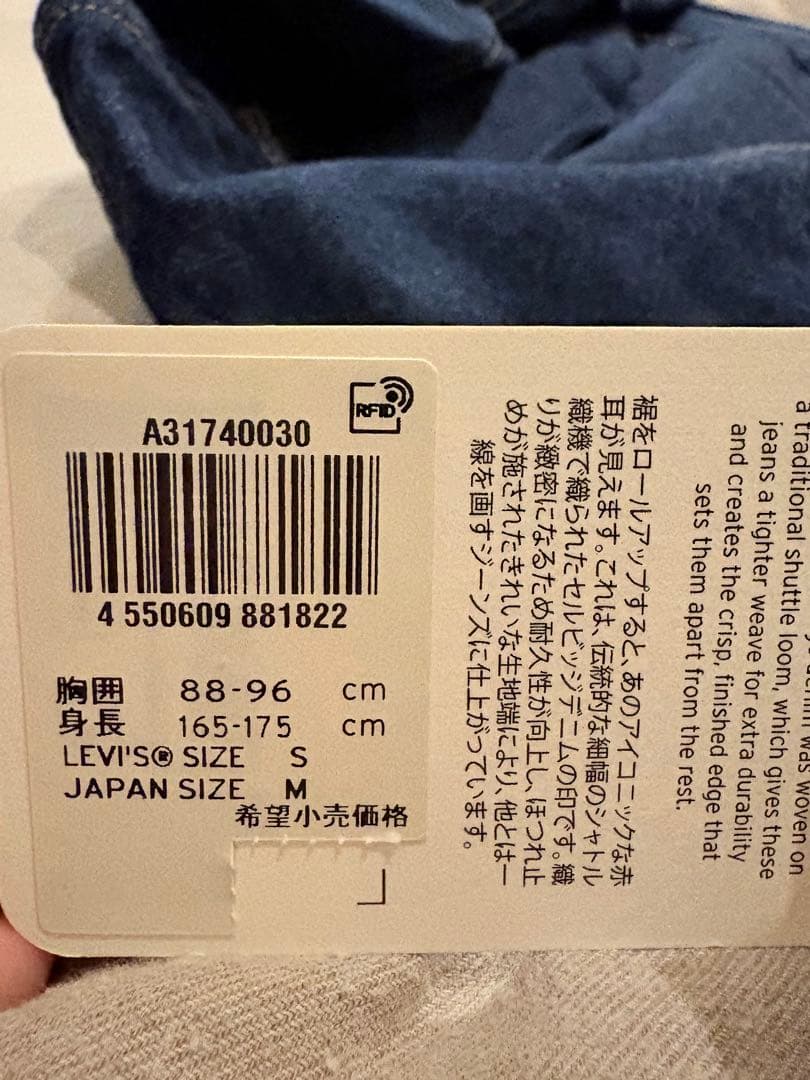 A31740030
RFID
4 550609 881822
胸囲 88-96 cm
身長 165-175 cm
LEVI'S® SIZE S
JAPAN SIZE M
希望小売価格
裾をロールアップすると、あのアイコニックな赤
耳が見えます。これは、伝統的な細幅のシャトル
織機で織られたセルビッジデニムの印です。織
りが緻密になるため耐久性が向上し、ほつれ止
めが施されたきれいな生地端により、他とは一
線を画すジーンズに仕上がっています。
was woven on
a traditional shuttle loom, which gives these
jeans a tighter weave for extra durability
and creates the crisp, finished edge that
sets them apart from the rest.